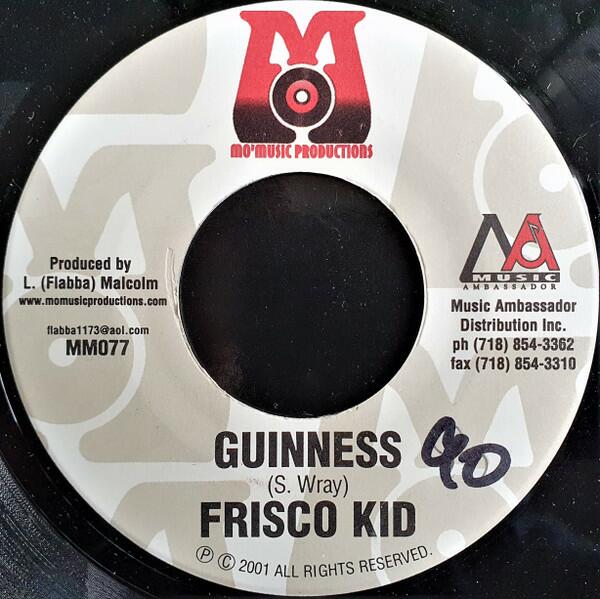 M
MO'MUSIC PRODUCTIONS
Produced by
L. (Flabba) Malcolm
www.momusicproductions.com
flabba1173@aol.com
MM077
MA
MUSIC
AMBASSADOR
Music Ambassador
Distribution Inc.
ph (718) 854-3362
fax (718) 854-3310
GUINNESS
(S. Wray)
FRISCO KID
90
Ⓟ © 2001 ALL RIGHTS RESERVED.